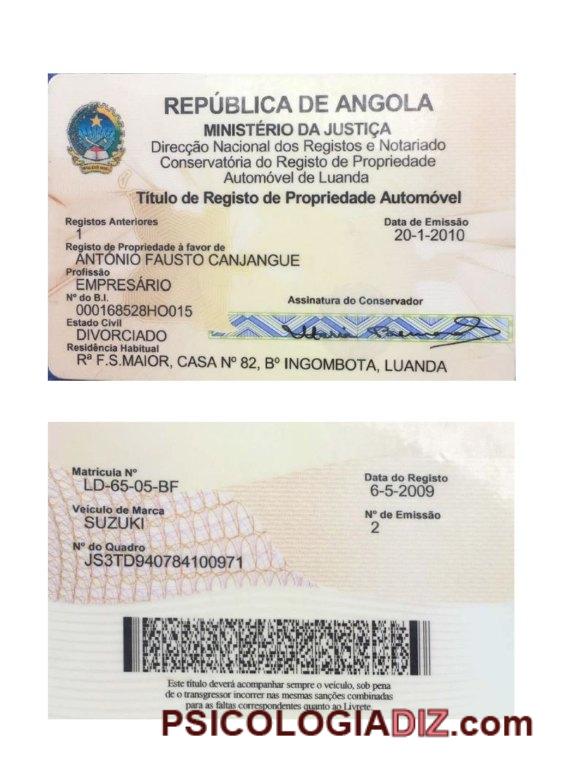 REPÚBLICA DE ANGOLA
MINISTÉRIO DA JUSTIÇA
Direcção Nacional dos Registos e Notariado
Conservatória do Registo de Propriedade
Automóvel de Luanda
Título de Registo de Propriedade Automóvel
Registos Anteriores
1
Data de Emissão
20-1-2010
Registo de Propriedade à favor de
ANTÓNIO FAUSTO CANJANGUE
Profissão
EMPRESÁRIO
Nº do B.I.
000168528HO015
Assinatura do Conservador
Estado Civil
DIVORCIADO
Residência Habitual
Rª F.S.MAIOR, CASA Nº 82, Bº INGOMBOTA, LUANDA
Matrícula Nº
LD-65-05-BF
Data do Registo
6-5-2009
Veículo de Marca
SUZUKI
Nº de Emissão
2
Nº do Quadro
JS3TD940784100971
Este título deverá acompanhar sempre o veículo, sob pena
de o transgressor incorrer nas mesmas sanções combinadas
para as faltas correspondentes quanto ao Livrete.
PSICOLOGIADIZ.com